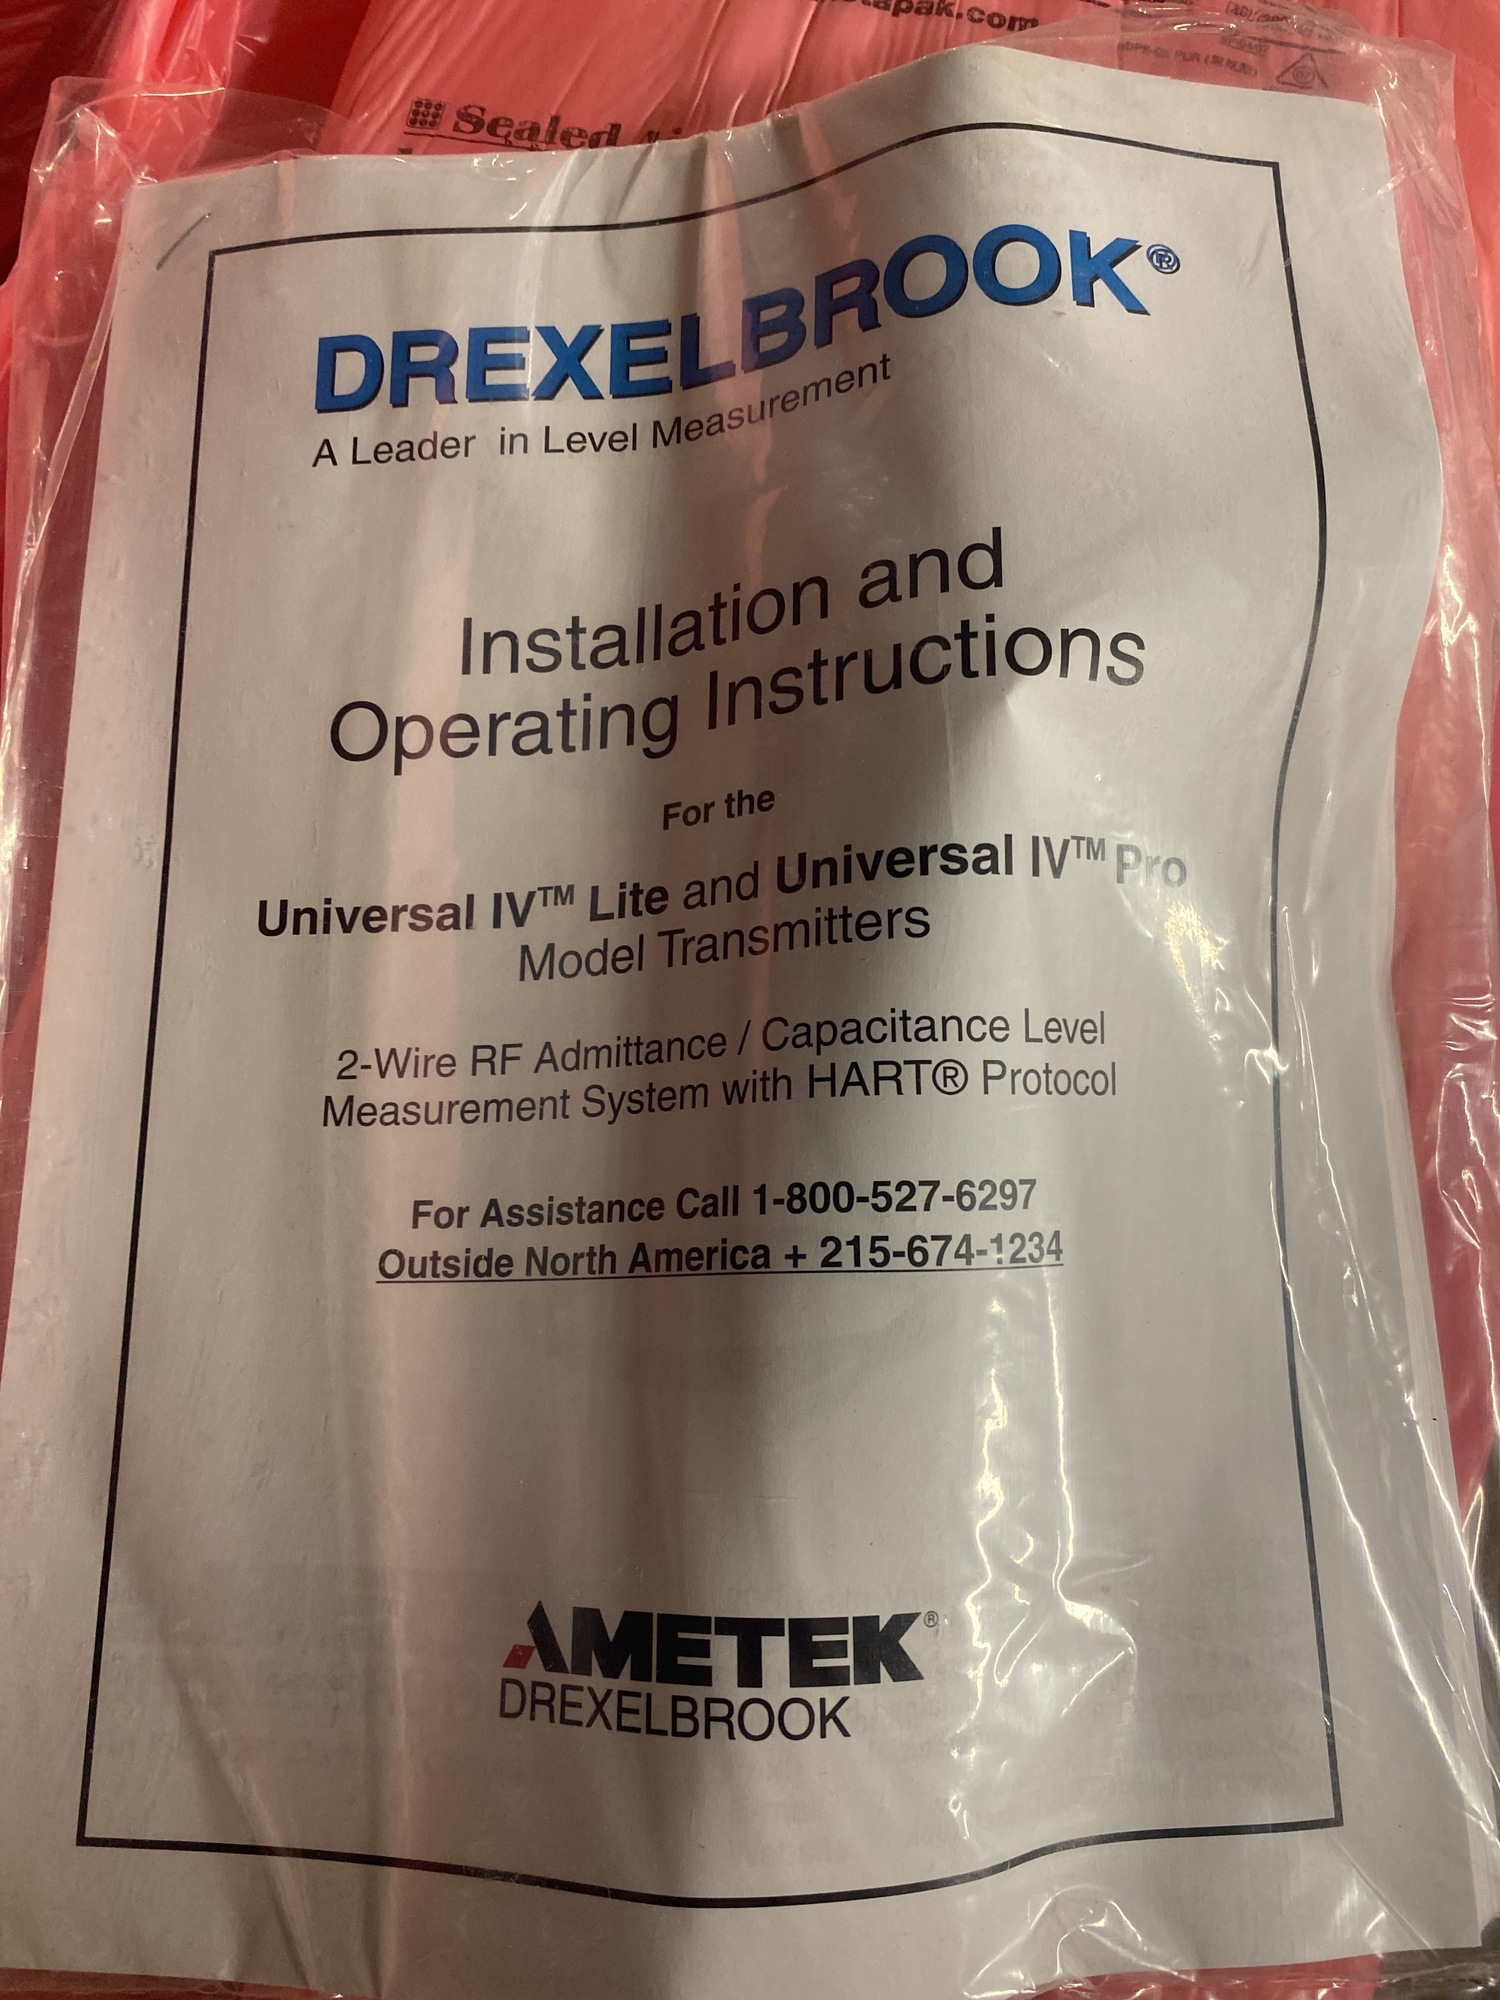 apak.com
Sealed
DREXELBROOK®
A Leader in Level Measurement
Installation and
Operating Instructions
For the
Universal IV™ Lite and Universal IV™ Pro
Model Transmitters
2-Wire RF Admittance / Capacitance Level
Measurement System with HART® Protocol
For Assistance Call 1-800-527-6297
Outside North America + 215-674-1234
AMETEK®
DREXELBROOK